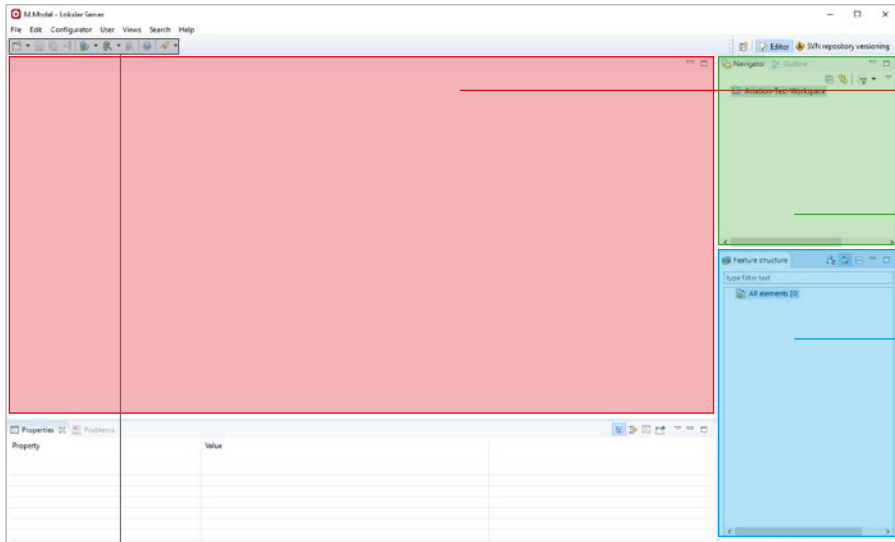 M.Model - Lokaler Server
File Edit Configurator User Views Search Help
Editor SVN repository versioning
Navigator Outline
Aviation-Test-Workspace
Feature structure
type filter text
All elements [0]
Properties Problems
Property Value